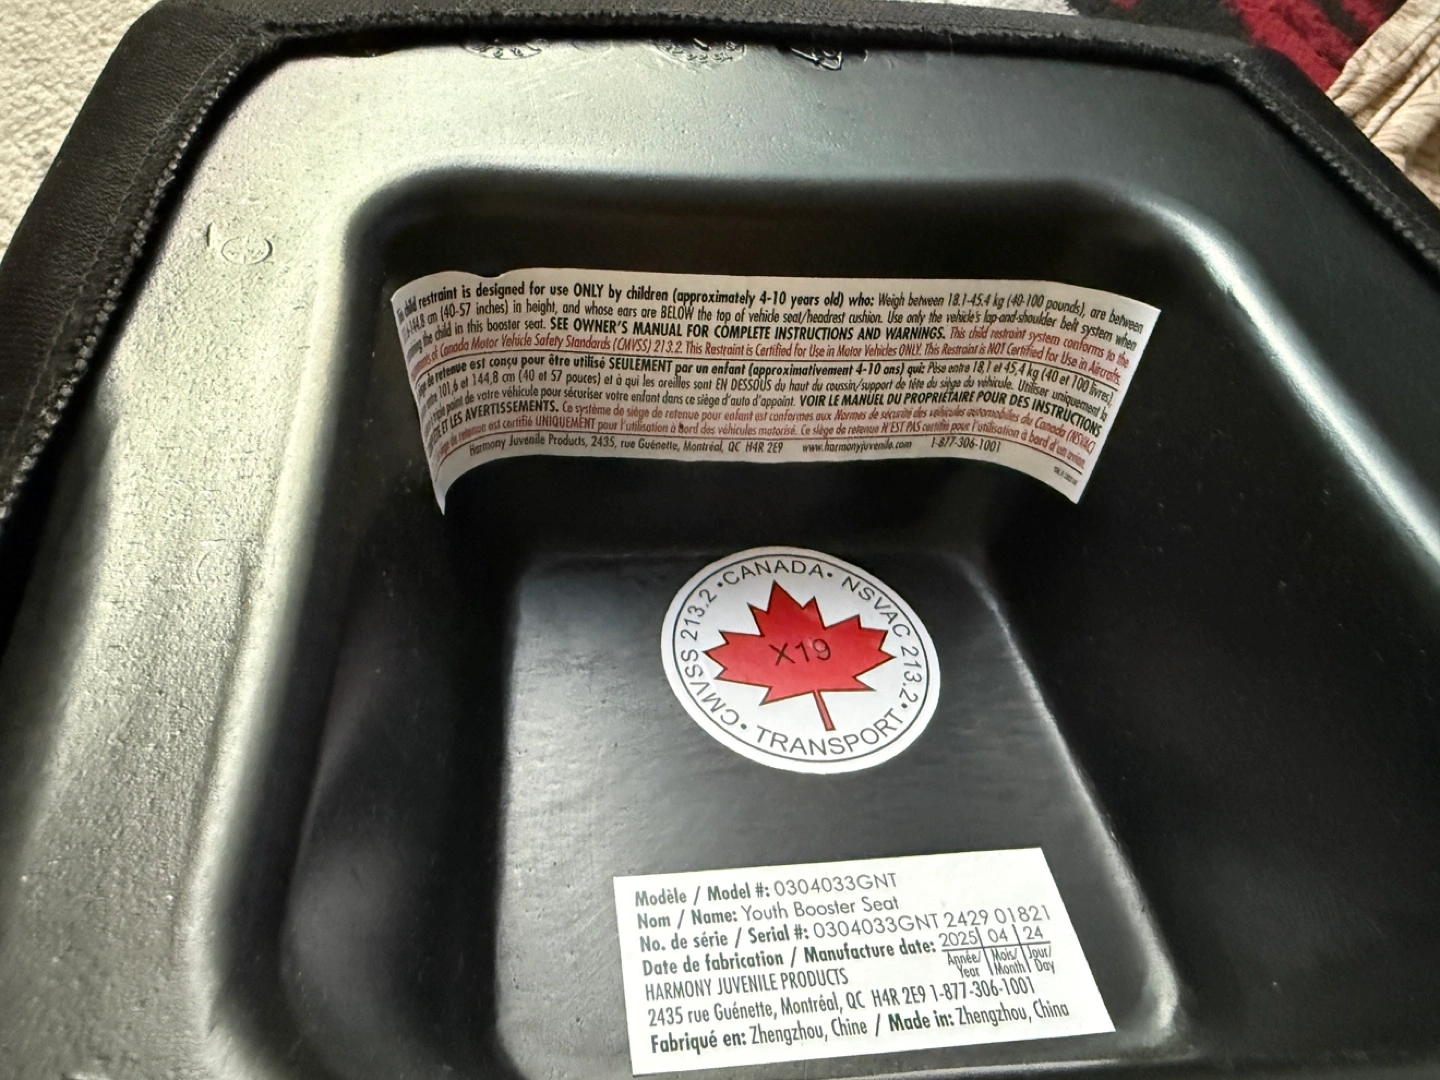 child restraint is designed for use ONLY by children (approximately 4-10 years old) who: Weigh between 18.1-45.4 kg (40-100 pounds), are between
cm (40-57 inches) in height, and whose ears are BELOW the top of vehicle seat/headrest cushion. Use only the vehicle's lap-and-shoulder belt system when
the child in this booster seat. SEE OWNER'S MANUAL FOR COMPLETE INSTRUCTIONS AND WARNINGS. This child restraint system conforms to the
of Canada Motor Vehicle Safety Standards (CMVSS) 213.2. This Restraint is Certified for Use in Motor Vehicles ONLY. This Restraint is NOT Certified for Use in Aircrafts.
de retenue est conçu pour être utilisé SEULEMENT par un enfant (approximativement 4-10 ans) qui: Pèse entre 18,1 et 45,4 kg (40 et 100 livres),
101,6 et 144,8 cm (40 et 57 pouces) et à qui les oreilles sont EN DESSOUS du haut du coussin/support de tête du siège du véhicule. Utiliser uniquement la
point de votre véhicule pour sécuriser votre enfant dans ce siège d'auto d'appoint. VOIR LE MANUEL DU PROPRIÉTAIRE POUR DES INSTRUCTIONS
ET LES AVERTISSEMENTS. Ce système de siège de retenue pour enfant est conformes aux Normes de sécurité des véhicules automobiles du Canada (NSVAC)
de retenue est certifié UNIQUEMENT pour l'utilisation à bord des véhicules motorisé. Ce siège de retenue N'EST PAS certifié pour l'utilisation à bord d'un avion.
Harmony Juvenile Products, 2435, rue Guénette, Montréal, QC H4R 2E9 www.harmonyjuvenile.com 1-877-306-1001
•CANADA• NSVAC 213.2•
X19
•CMVSS 213.2
TRANSPORT
Modèle / Model #: 0304033GNT
Nom / Name: Youth Booster Seat
No. de série / Serial #: 0304033GNT 2429 01821
Date de fabrication / Manufacture date: 2025 04 24
Année/ Mois/ Jour/
Year Month Day
HARMONY JUVENILE PRODUCTS
2435 rue Guénette, Montréal, QC H4R 2E9 1-877-306-1001
Fabriqué en: Zhengzhou, Chine / Made in: Zhengzhou, China